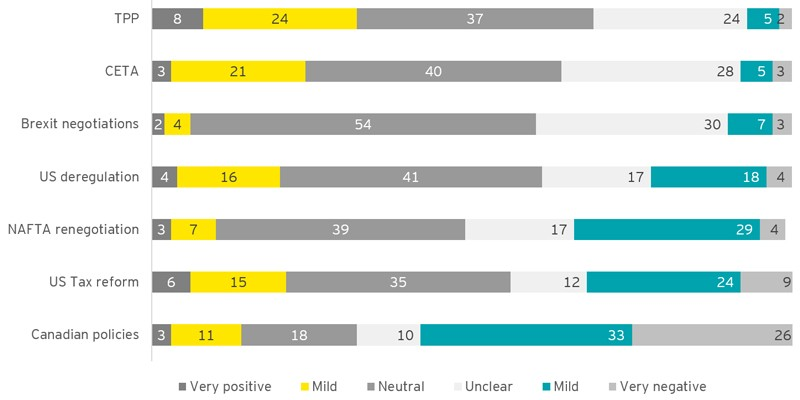 TPP 8 24 37 24 5 2
CETA 3 21 40 28 5 3
Brexit negotiations 2 4 54 30 7 3
US deregulation 4 16 41 17 18 4
NAFTA renegotiation 3 7 39 17 29 4
US Tax reform 6 15 35 12 24 9
Canadian policies 3 11 18 10 33 26
Very positive Mild Neutral Unclear Mild Very negative